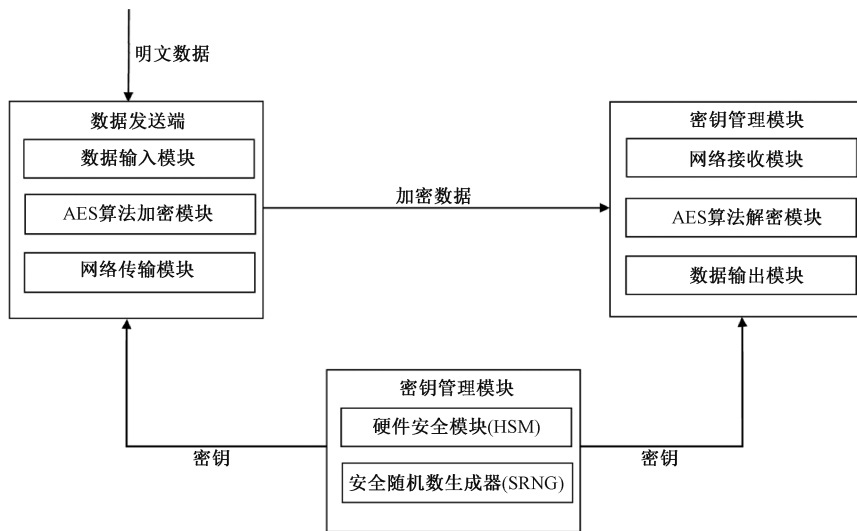 明文数据
数据发送端
数据输入模块
AES算法加密模块
网络传输模块
加密数据
密钥管理模块
网络接收模块
AES算法解密模块
数据输出模块
密钥管理模块
硬件安全模块(HSM)
安全随机数生成器(SRNG)
密钥
密钥